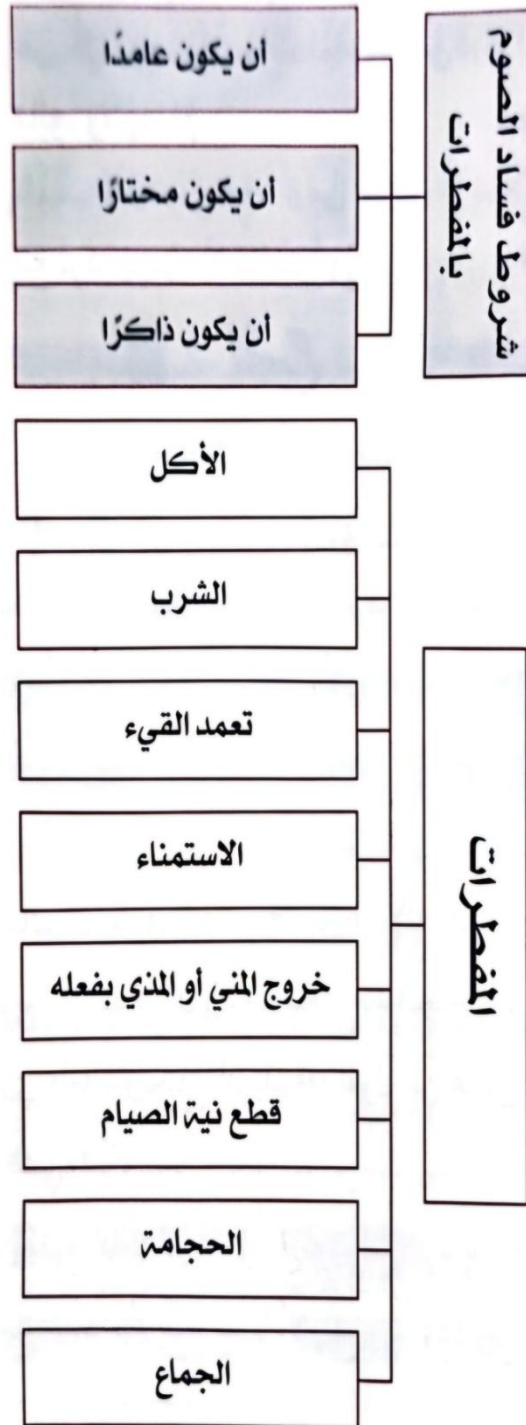 شروط فساد الصوم
بالمفطرات
أن يكون عامدًا
أن يكون مختارًا
أن يكون ذاكرًا
المفطرات
الأكل
الشرب
تعمد القيء
الاستمناء
خروج المني أو المذي بفعله
قطع نية الصيام
الحجامة
الجماع